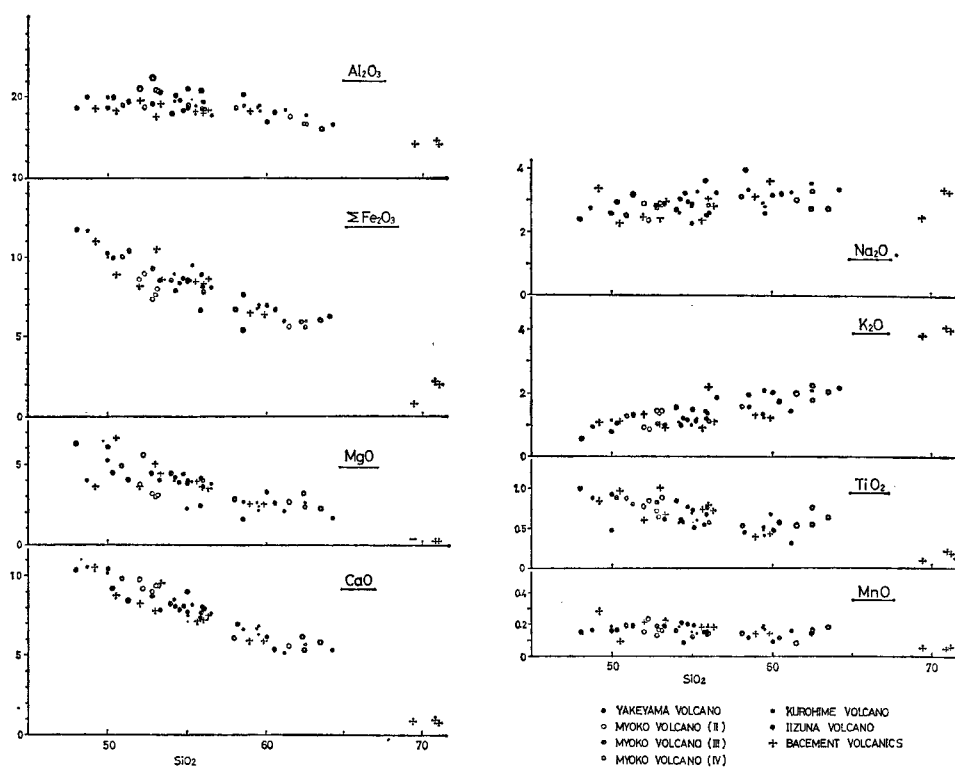 Al₂O₃
20
10
ΣFe₂O₃
10
5
0
MgO
5
0
CaO
10
5
0
50
60
70
SiO₂
4
2
0
Na₂O
K₂O
4
2
0
TiO₂
1.0
0.5
0
MnO
0.4
0.2
0
50
60
70
SiO₂
YAKEYAMA VOLCANO
MYOKO VOLCANO (II)
MYOKO VOLCANO (III)
MYOKO VOLCANO (IV)
KUROHIME VOLCANO
IIZUNA VOLCANO
BACEMENT VOLCANICS